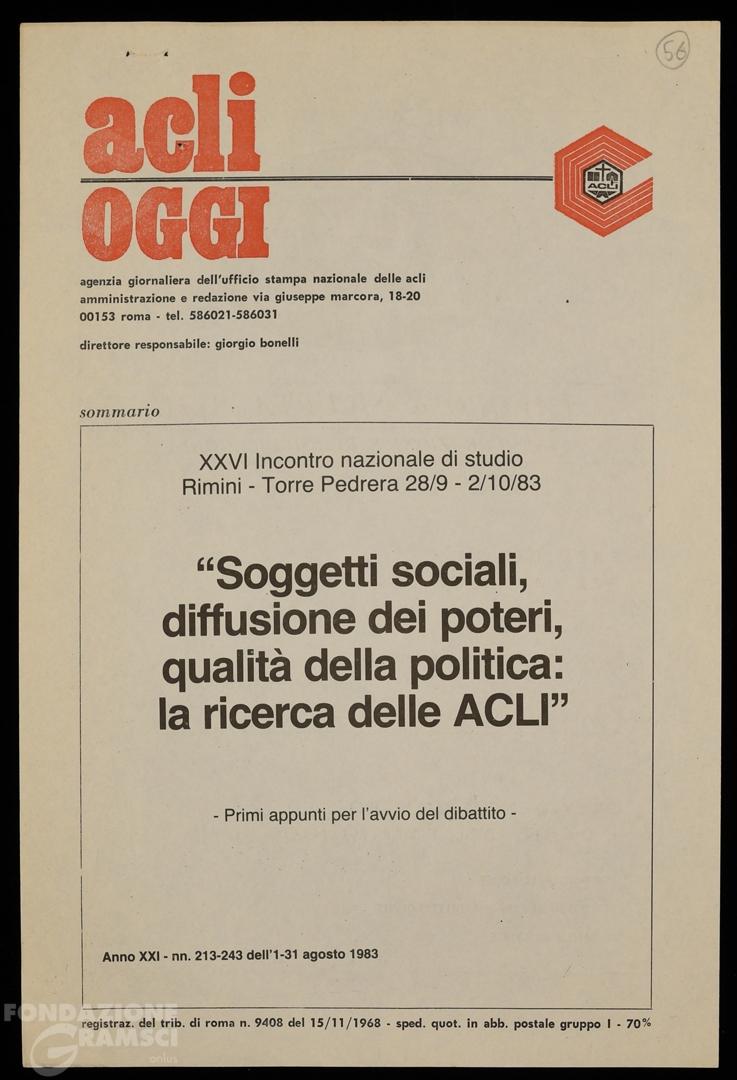 56
acli
OGGI
ACLI
agenzia giornaliera dell'ufficio stampa nazionale delle acli
amministrazione e redazione via giuseppe marcora, 18-20
00153 roma - tel. 586021-586031
direttore responsabile: giorgio bonelli
sommario
XXVI Incontro nazionale di studio
Rimini - Torre Pedrera 28/9 - 2/10/83
“Soggetti sociali,
diffusione dei poteri,
qualità della politica:
la ricerca delle ACLI”
- Primi appunti per l'avvio del dibattito -
Anno XXI - nn. 213-243 dell'1-31 agosto 1983
registraz. del trib. di roma n. 9408 del 15/11/1968 - sped. quot. in abb. postale gruppo I - 70%
FONDAZIONE
GRAMSCI
onlus